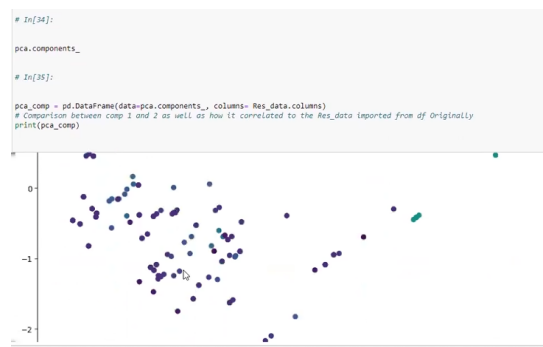 # In[34]:
pca.components_
# In[35]:
pca_comp = pd.DataFrame(data=pca.components_, columns= Res_data.columns)
# Comparison between comp 1 and 2 as well as how it correlated to the Res_data imported from df Originally
print(pca_comp)
0
−1
−2